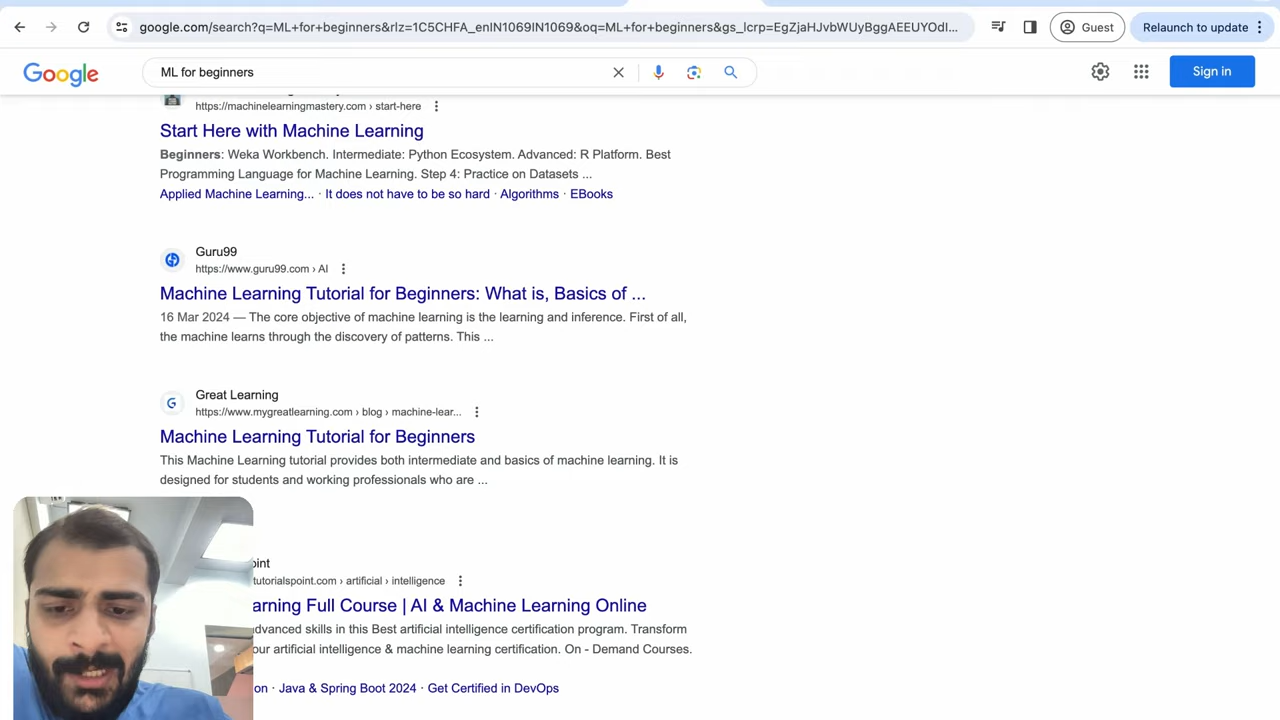 google.com/search?q=ML+for+beginners&rlz=1C5CHFA_enIN1069IN1069&oq=ML+for+beginners&gs_lcrp=EgZjaHJvbWUyBggAEEUYOdI...
Guest
Relaunch to update
Google
ML for beginners
Sign in
https://machinelearningmastery.com › start-here
Start Here with Machine Learning
Beginners: Weka Workbench. Intermediate: Python Ecosystem. Advanced: R Platform. Best
Programming Language for Machine Learning. Step 4: Practice on Datasets ...
Applied Machine Learning... · It does not have to be so hard · Algorithms · EBooks
Guru99
https://www.guru99.com › AI
Machine Learning Tutorial for Beginners: What is, Basics of ...
16 Mar 2024 — The core objective of machine learning is the learning and inference. First of all,
the machine learns through the discovery of patterns. This ...
Great Learning
https://www.mygreatlearning.com › blog › machine-lear...
Machine Learning Tutorial for Beginners
This Machine Learning tutorial provides both intermediate and basics of machine learning. It is
designed for students and working professionals who are ...
oint
tutorialspoint.com › artificial › intelligence
arning Full Course | AI & Machine Learning Online
advanced skills in this Best artificial intelligence certification program. Transform
our artificial intelligence & machine learning certification. On - Demand Courses.
on · Java & Spring Boot 2024 · Get Certified in DevOps